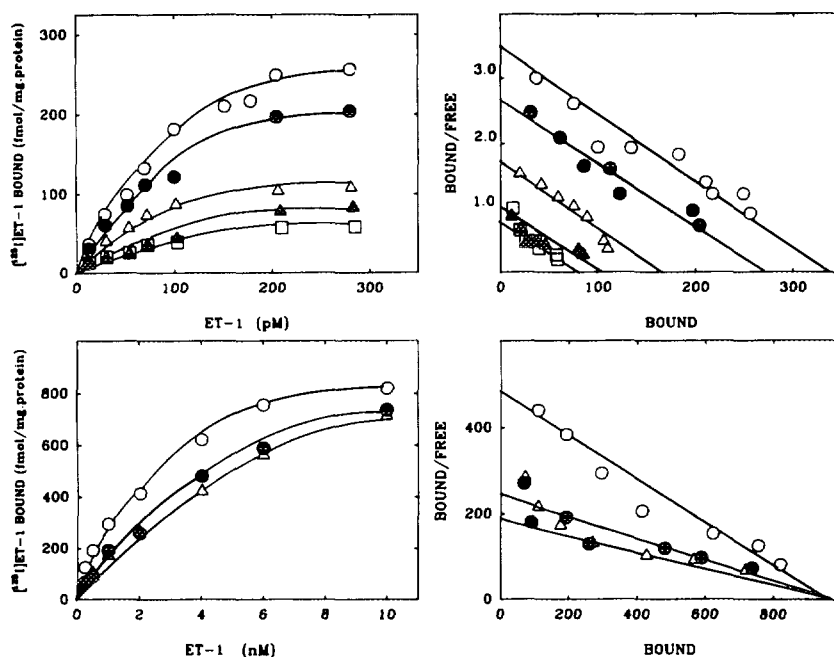 [¹²⁵I]ET-1 BOUND (fmol/mg.protein)
300
200
100
0
0 100 200 300
ET-1 (pM)
BOUND/FREE
3.0
2.0
1.0
0 100 200 300
BOUND
[¹²⁵I]ET-1 BOUND (fmol/mg.protein)
800
600
400
200
0
0 2 4 6 8 10
ET-1 (nM)
BOUND/FREE
400
200
0
0 200 400 600 800
BOUND